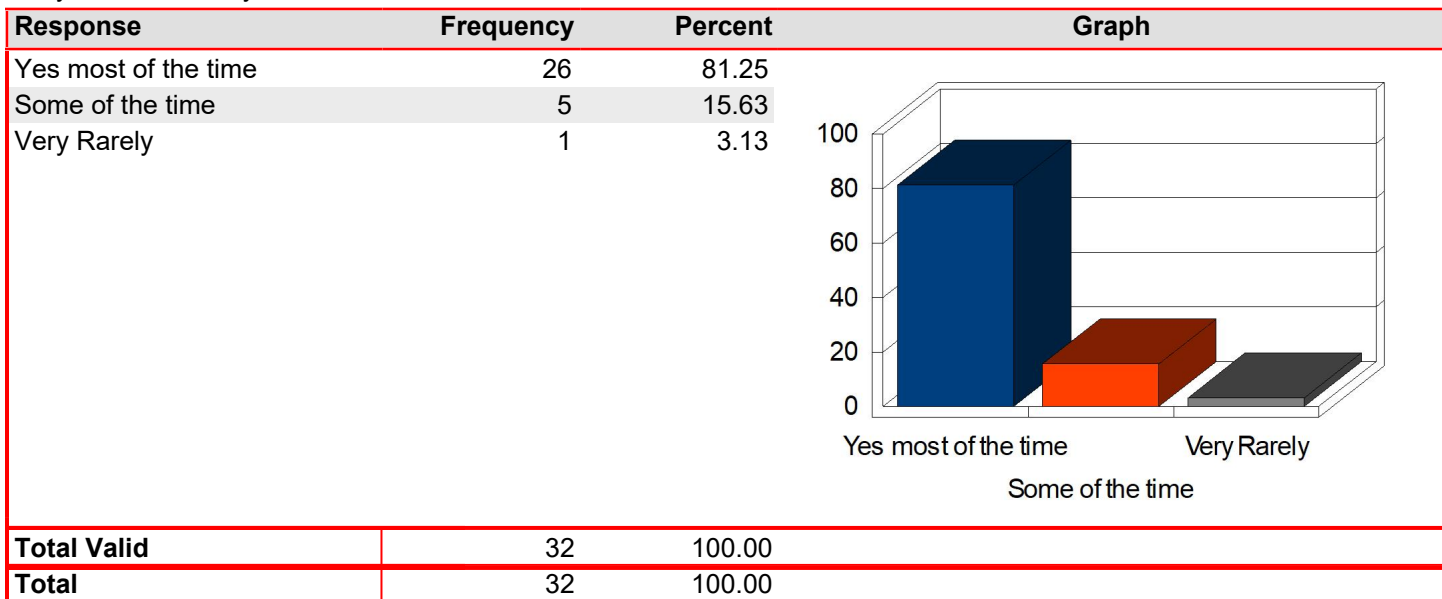 Response Frequency Percent Graph
Yes most of the time 26 81.25
Some of the time 5 15.63
Very Rarely 1 3.13
100
80
60
40
20
0
Yes most of the time Very Rarely
Some of the time
Total Valid 32 100.00
Total 32 100.00